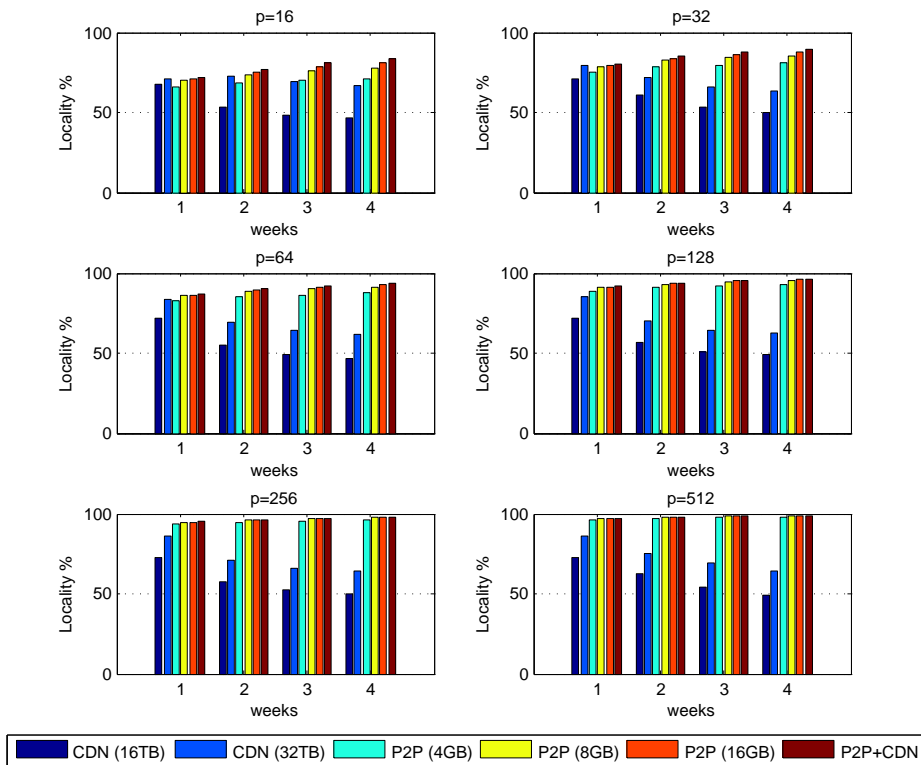 p=16
100
50
0
Locality %
1 2 3 4
weeks
p=32
100
50
0
Locality %
1 2 3 4
weeks
p=64
100
50
0
Locality %
1 2 3 4
weeks
p=128
100
50
0
Locality %
1 2 3 4
weeks
p=256
100
50
0
Locality %
1 2 3 4
weeks
p=512
100
50
0
Locality %
1 2 3 4
weeks
CDN (16TB) CDN (32TB) P2P (4GB) P2P (8GB) P2P (16GB) P2P+CDN